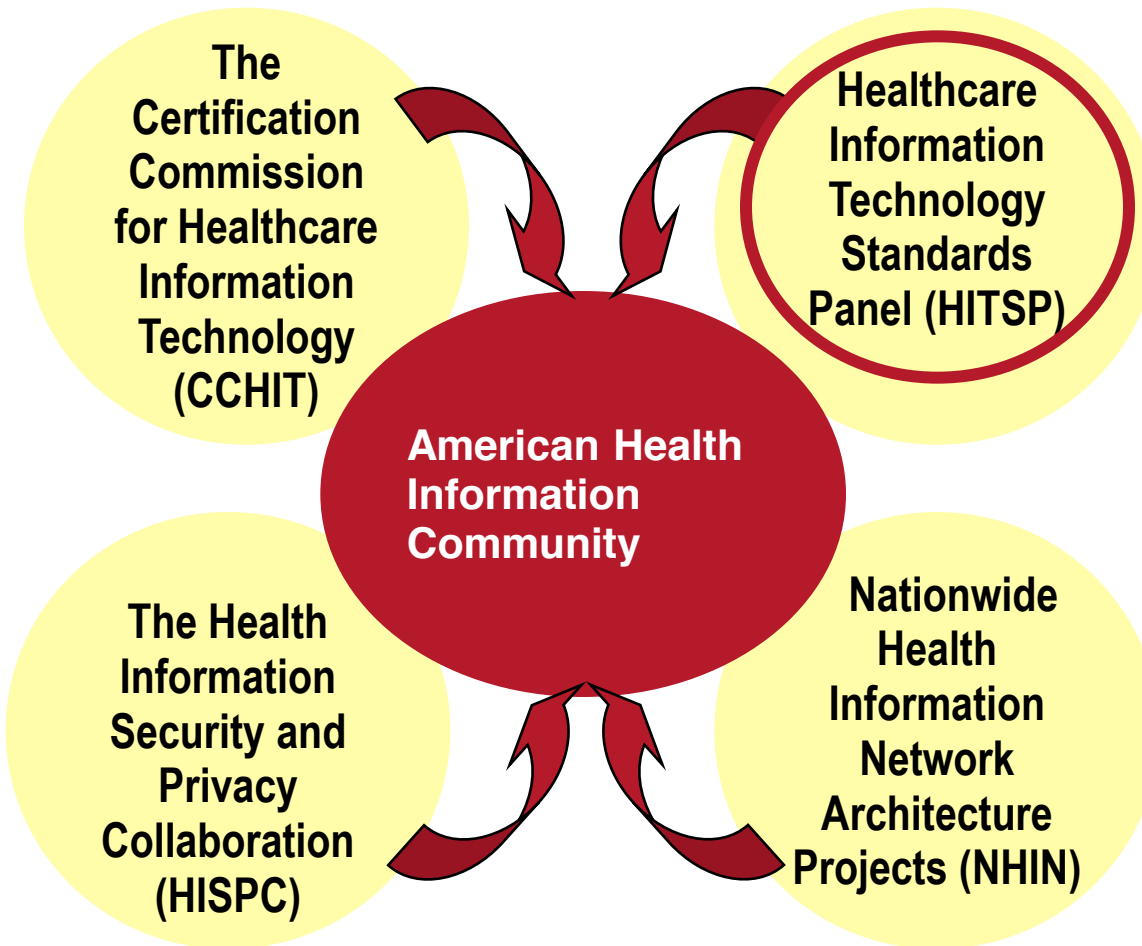 The
Certification
Commission
for Healthcare
Information
Technology
(CCHIT)
Healthcare
Information
Technology
Standards
Panel (HITSP)
American Health
Information
Community
The Health
Information
Security and
Privacy
Collaboration
(HISPC)
Nationwide
Health
Information
Network
Architecture
Projects (NHIN)